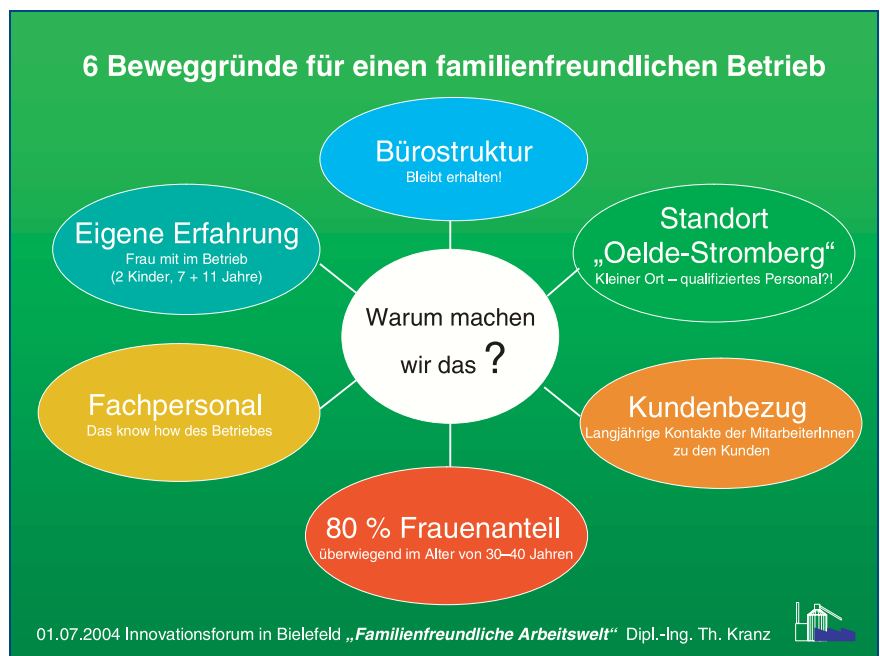 6 Beweggründe für einen familienfreundlichen Betrieb
Bürostruktur
Bleibt erhalten!
Eigene Erfahrung
Frau mit im Betrieb
(2 Kinder, 7 + 11 Jahre)
Standort
„Oelde-Stromberg“
Kleiner Ort – qualifiziertes Personal?!
Warum machen
wir das ?
Fachpersonal
Das know how des Betriebes
Kundenbezug
Langjährige Kontakte der MitarbeiterInnen
zu den Kunden
80 % Frauenanteil
überwiegend im Alter von 30–40 Jahren
01.07.2004 Innovationsforum in Bielefeld „Familienfreundliche Arbeitswelt“ Dipl.-Ing. Th. Kranz